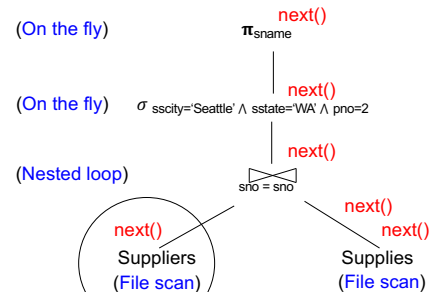 next()
(On the fly) π sname
next()
(On the fly) σ sscity='Seattle' ∧ sstate='WA' ∧ pno=2
next()
(Nested loop)
sno = sno
next()
next() next()
Suppliers Supplies
(File scan) (File scan)